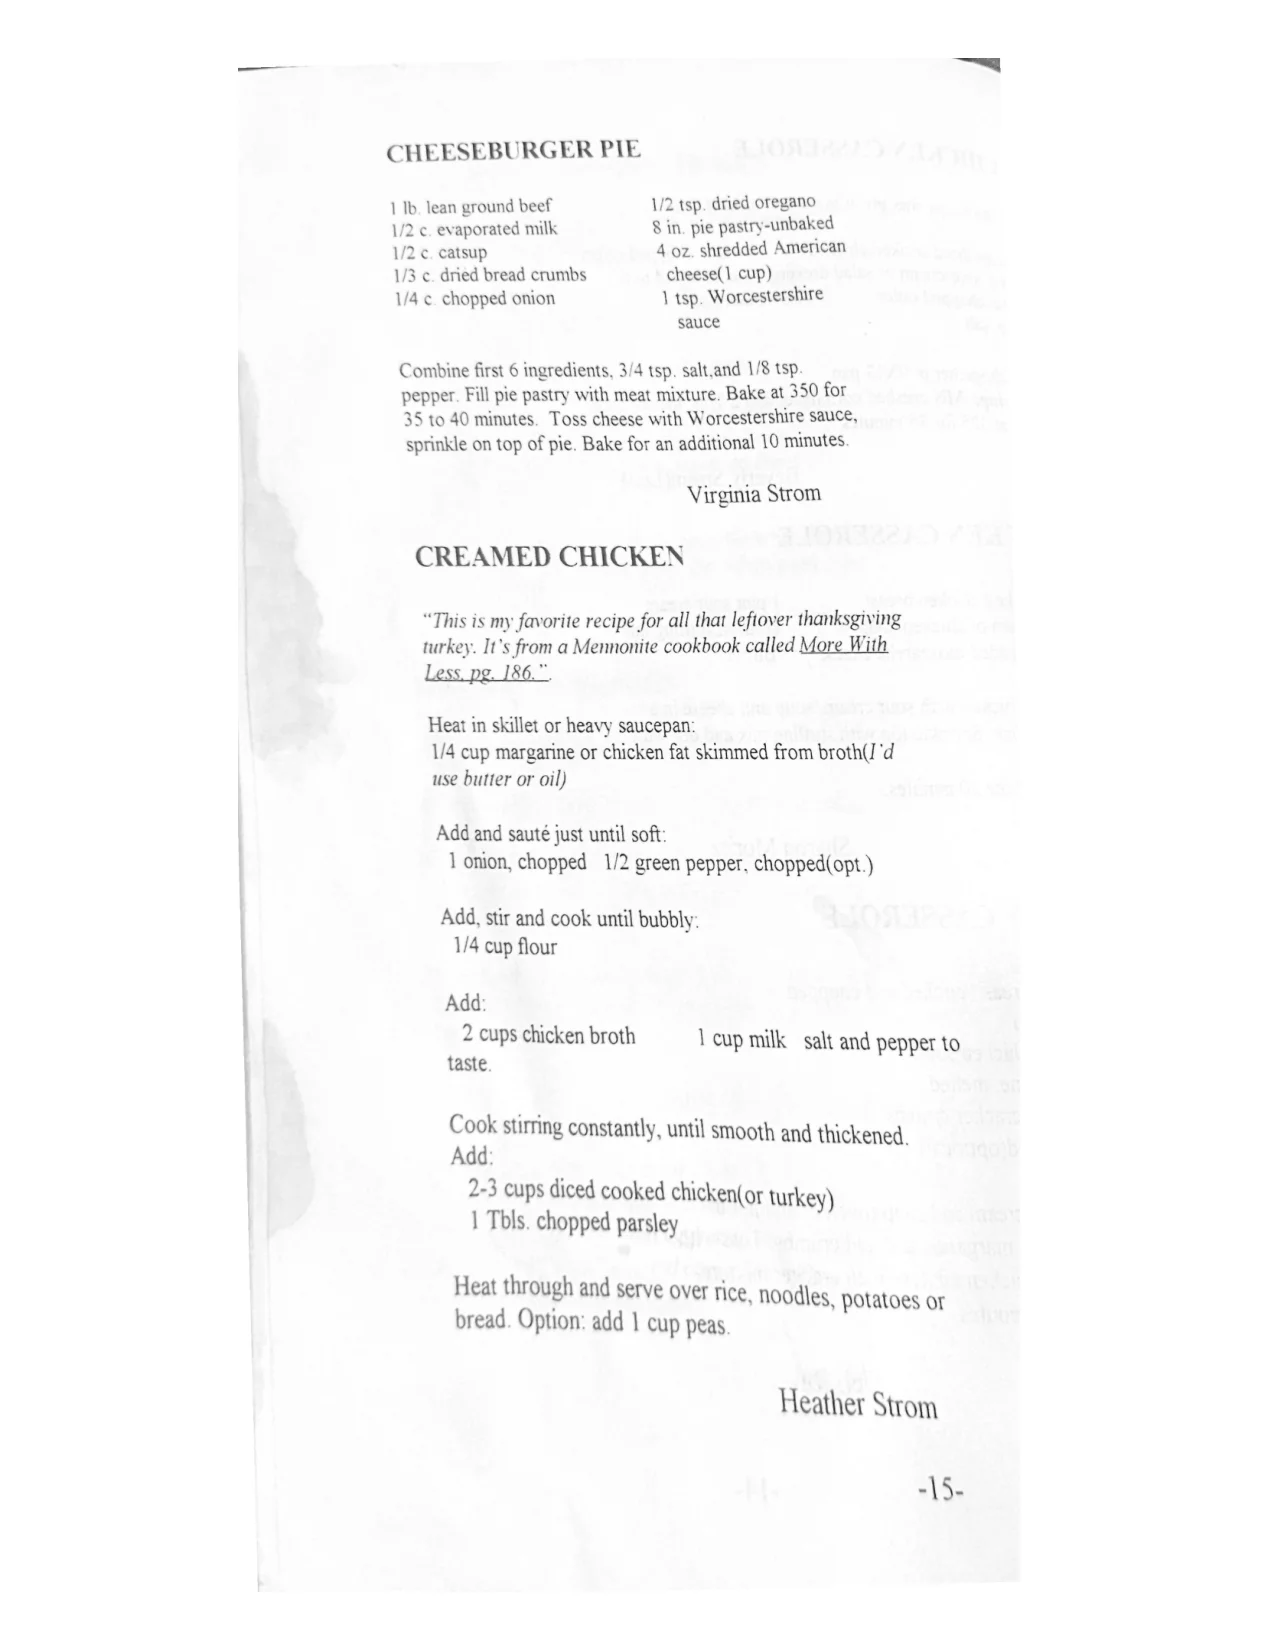 CHEESEBURGER PIE
1 lb. lean ground beef
1/2 c. evaporated milk
1/2 c. catsup
1/3 c. dried bread crumbs
1/4 c. chopped onion
1/2 tsp. dried oregano
8 in. pie pastry-unbaked
4 oz. shredded American
cheese(1 cup)
1 tsp. Worcestershire
sauce
Combine first 6 ingredients, 3/4 tsp. salt,and 1/8 tsp.
pepper. Fill pie pastry with meat mixture. Bake at 350 for
35 to 40 minutes. Toss cheese with Worcestershire sauce,
sprinkle on top of pie. Bake for an additional 10 minutes.
Virginia Strom
CREAMED CHICKEN
"This is my favorite recipe for all that leftover thanksgiving
turkey. It's from a Mennonite cookbook called More With
Less, pg. 186.".
Heat in skillet or heavy saucepan:
1/4 cup margarine or chicken fat skimmed from broth(I'd
use butter or oil)
Add and sauté just until soft:
1 onion, chopped 1/2 green pepper, chopped(opt.)
Add, stir and cook until bubbly:
1/4 cup flour
Add:
2 cups chicken broth 1 cup milk salt and pepper to
taste.
Cook stirring constantly, until smooth and thickened.
Add:
2-3 cups diced cooked chicken(or turkey)
1 Tbls. chopped parsley
Heat through and serve over rice, noodles, potatoes or
bread. Option: add 1 cup peas.
Heather Strom
-15-